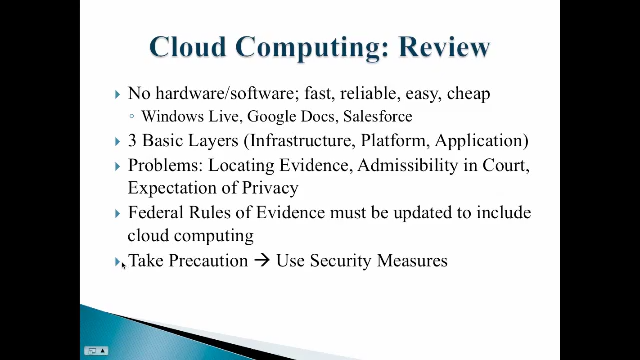 Cloud Computing: Review
No hardware/software; fast, reliable, easy, cheap
Windows Live, Google Docs, Salesforce
3 Basic Layers (Infrastructure, Platform, Application)
Problems: Locating Evidence, Admissibility in Court,
Expectation of Privacy
Federal Rules of Evidence must be updated to include
cloud computing
Take Precaution → Use Security Measures